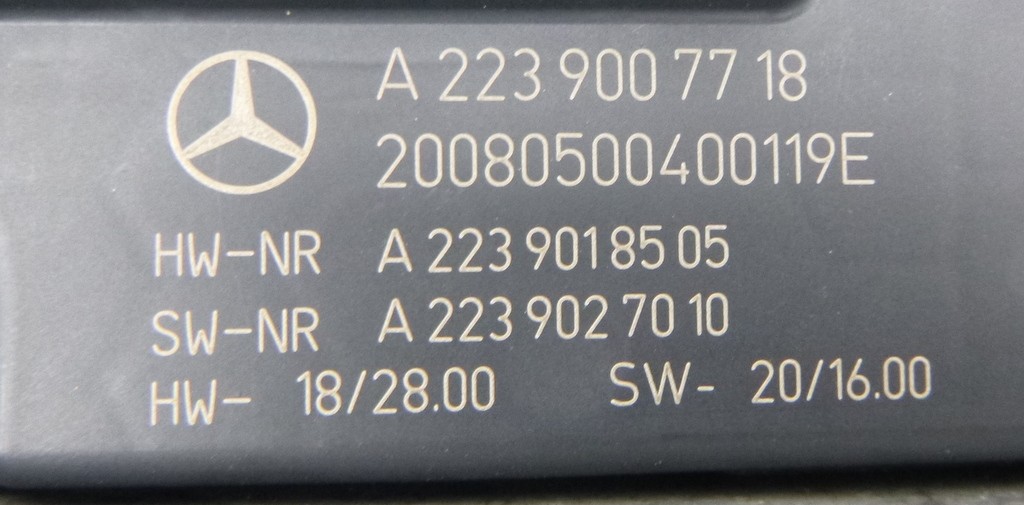 A 223 900 77 18
20080500400119E
HW-NR A 223 901 85 05
SW-NR A 223 902 70 10
HW- 18/28.00 SW- 20/16.00